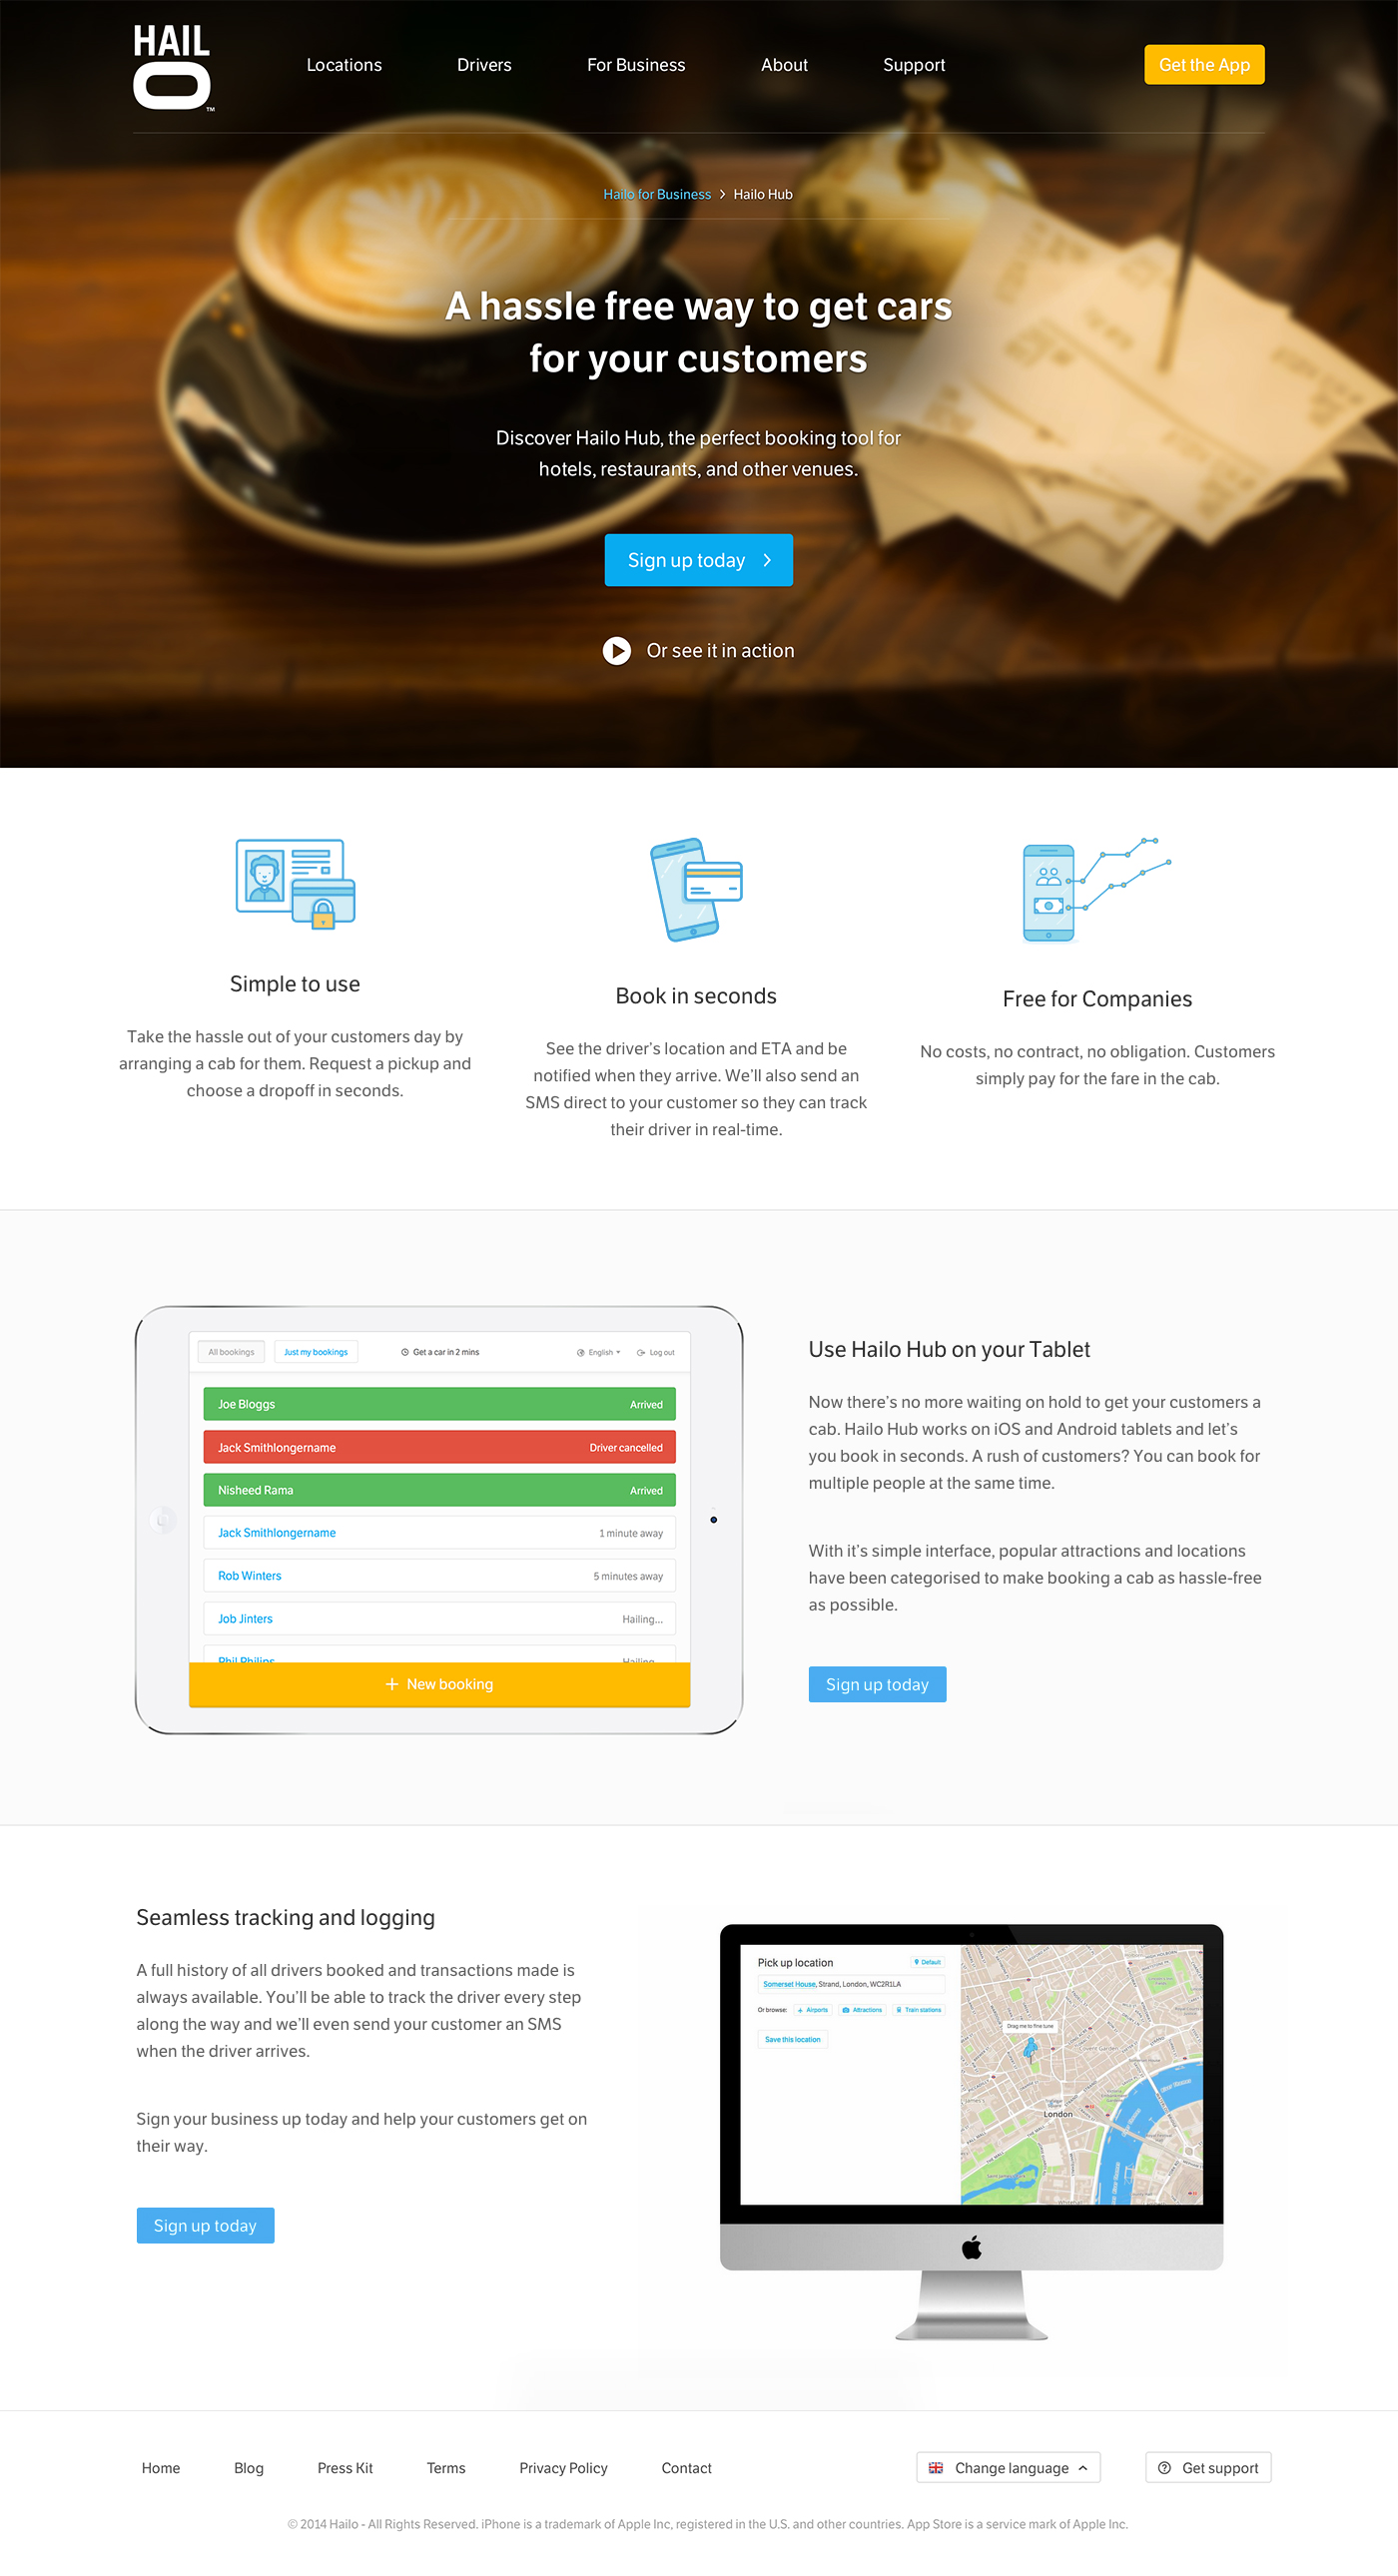 HAIL
O
TM
Locations
Drivers
For Business
About
Support
Get the App
Hailo for Business > Hailo Hub
A hassle free way to get cars
for your customers
Discover Hailo Hub, the perfect booking tool for
hotels, restaurants, and other venues.
Sign up today >
Or see it in action
Simple to use
Take the hassle out of your customers day by
arranging a cab for them. Request a pickup and
choose a dropoff in seconds.
Book in seconds
See the driver's location and ETA and be
notified when they arrive. We'll also send an
SMS direct to your customer so they can track
their driver in real-time.
Free for Companies
No costs, no contract, no obligation. Customers
simply pay for the fare in the cab.
All bookings
Just my bookings
Get a car in 2 mins
English
Log out
Joe Bloggs Arrived
Jack Smithlongername Driver cancelled
Nisheed Rama Arrived
Jack Smithlongername 1 minute away
Rob Winters 5 minutes away
Job Jinters Hailing...
Phil Philips Hailing...
+ New booking
Use Hailo Hub on your Tablet
Now there's no more waiting on hold to get your customers a
cab. Hailo Hub works on iOS and Android tablets and let's
you book in seconds. A rush of customers? You can book for
multiple people at the same time.
With it's simple interface, popular attractions and locations
have been categorised to make booking a cab as hassle-free
as possible.
Sign up today
Seamless tracking and logging
A full history of all drivers booked and transactions made is
always available. You'll be able to track the driver every step
along the way and we'll even send your customer an SMS
when the driver arrives.
Sign your business up today and help your customers get on
their way.
Sign up today
Pick up location
Default
Somerset House, Strand, London, WC2R1LA
Or browse:
Airports
Attractions
Train stations
Save this location
Drag me to fine tune
Covent Garden
London
Home
Blog
Press Kit
Terms
Privacy Policy
Contact
Change language
Get support
© 2014 Hailo - All Rights Reserved. iPhone is a trademark of Apple Inc, registered in the U.S. and other countries. App Store is a service mark of Apple Inc.